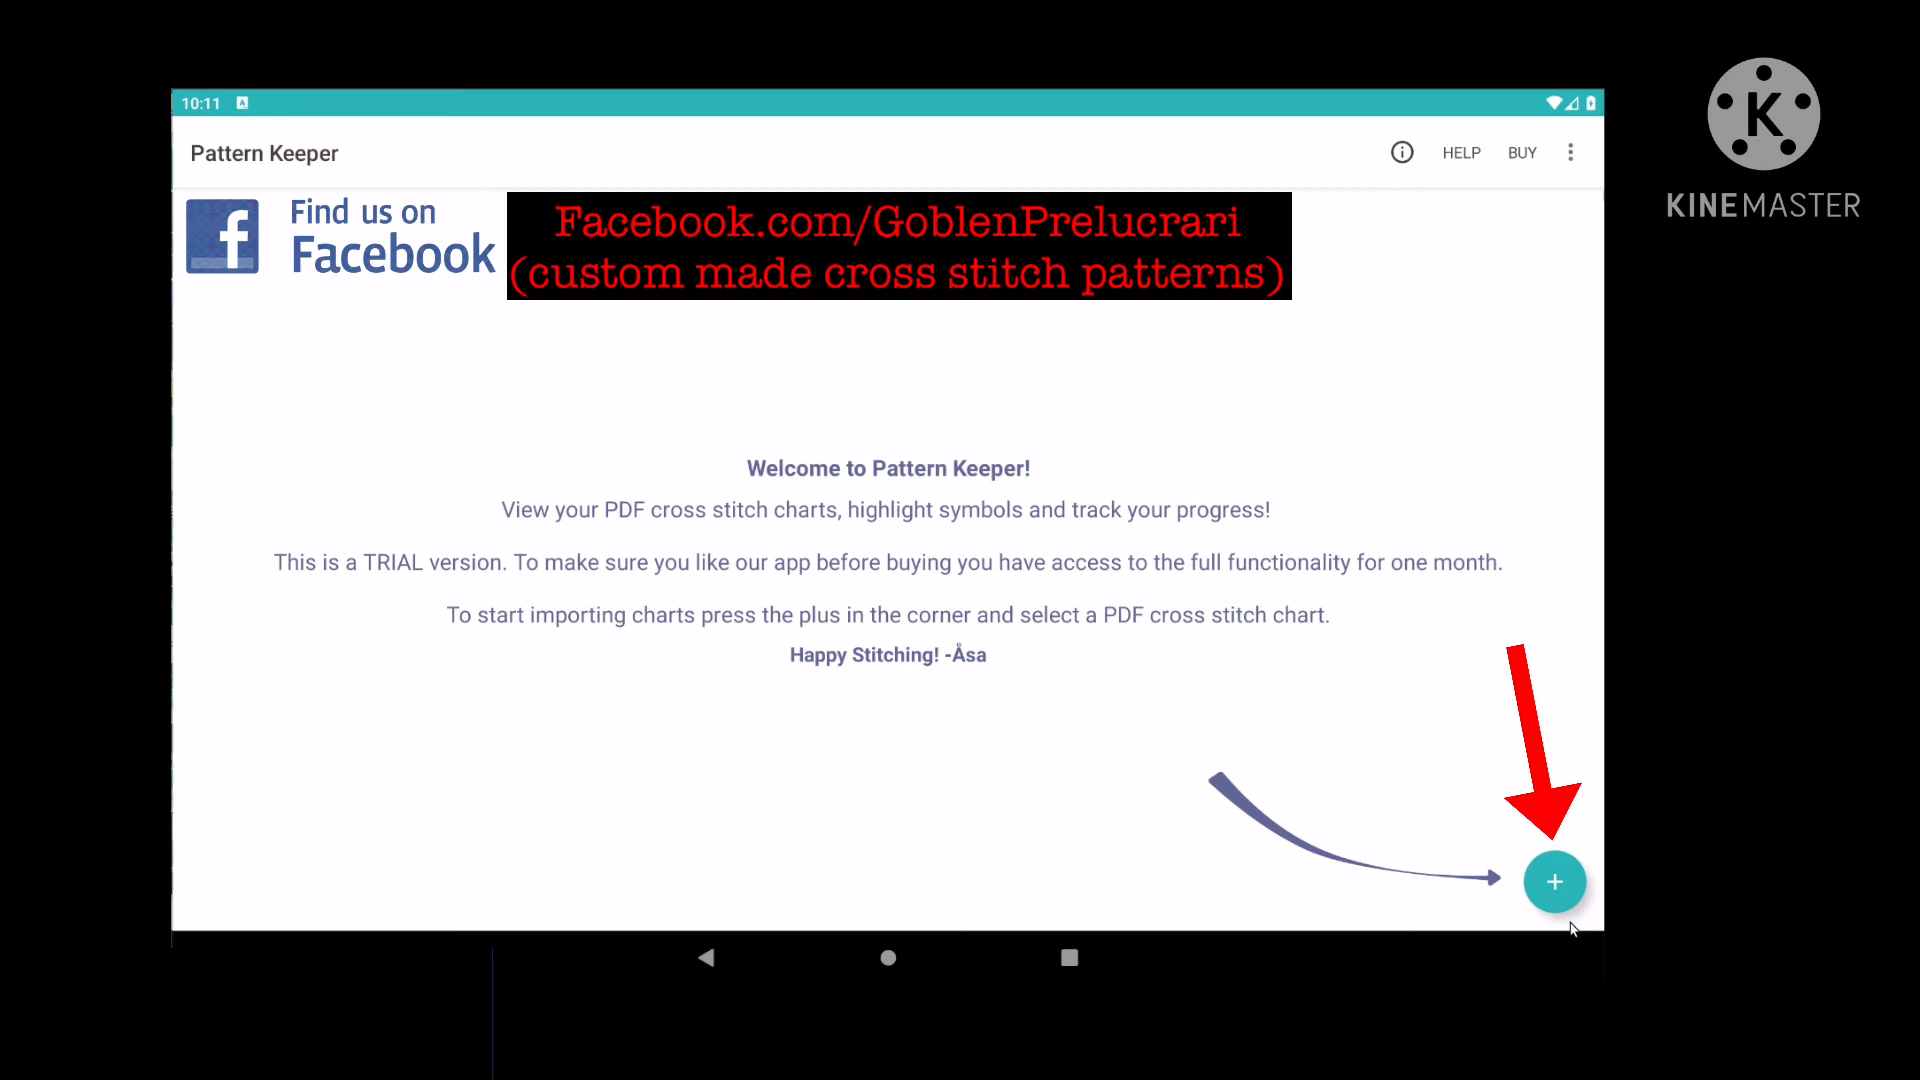 10:11
Pattern Keeper
HELP BUY
Find us on
Facebook
Facebook.com/GoblenPrelucrari
(custom made cross stitch patterns)
K
KINEMASTER
Welcome to Pattern Keeper!
View your PDF cross stitch charts, highlight symbols and track your progress!
This is a TRIAL version. To make sure you like our app before buying you have access to the full functionality for one month.
To start importing charts press the plus in the corner and select a PDF cross stitch chart.
Happy Stitching! -Åsa